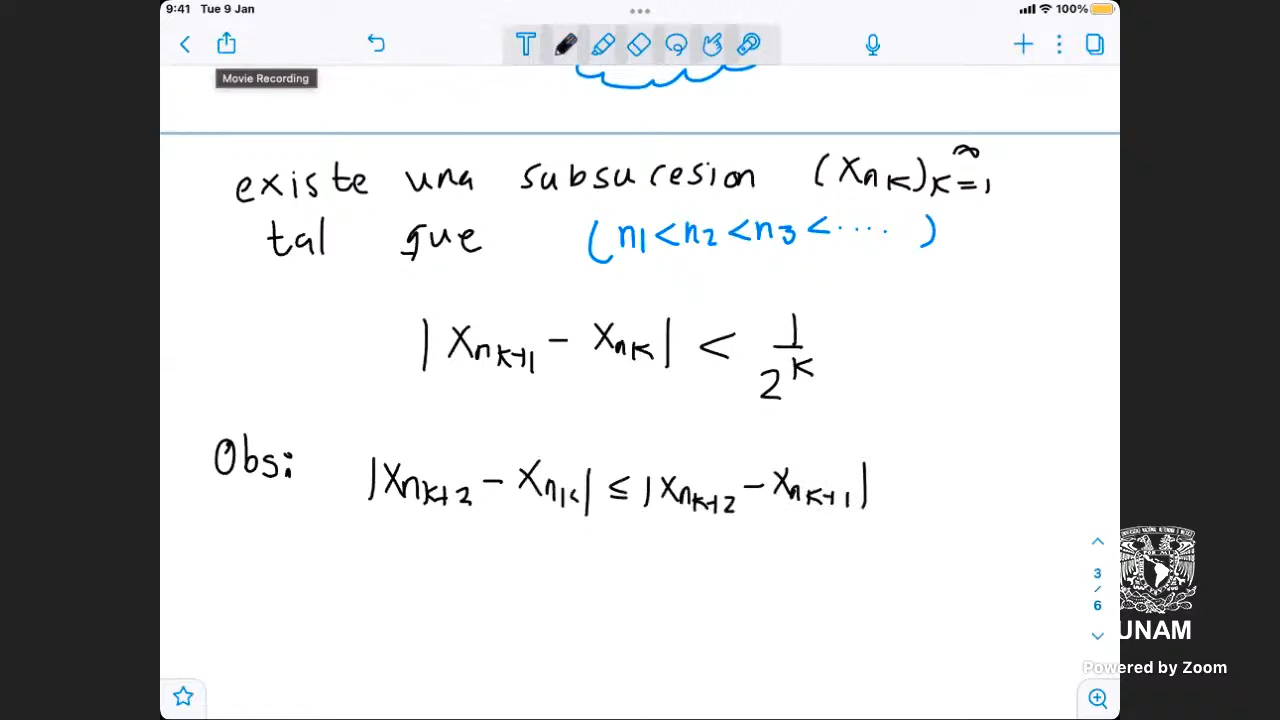 9:41 Tue 9 Jan 100%
Movie Recording
existe una subsucesion (x_{n_k})_{k=1}^∞
tal que (n_1 < n_2 < n_3 < ····)
|x_{n_{k+1}} - x_{n_k}| < \frac{1}{2^k}
Obs: |x_{n_{k+2}} - x_{n_k}| ≤ |x_{n_{k+2}} - x_{n_{k+1}}|
3
/
6
UNAM
Powered by Zoom